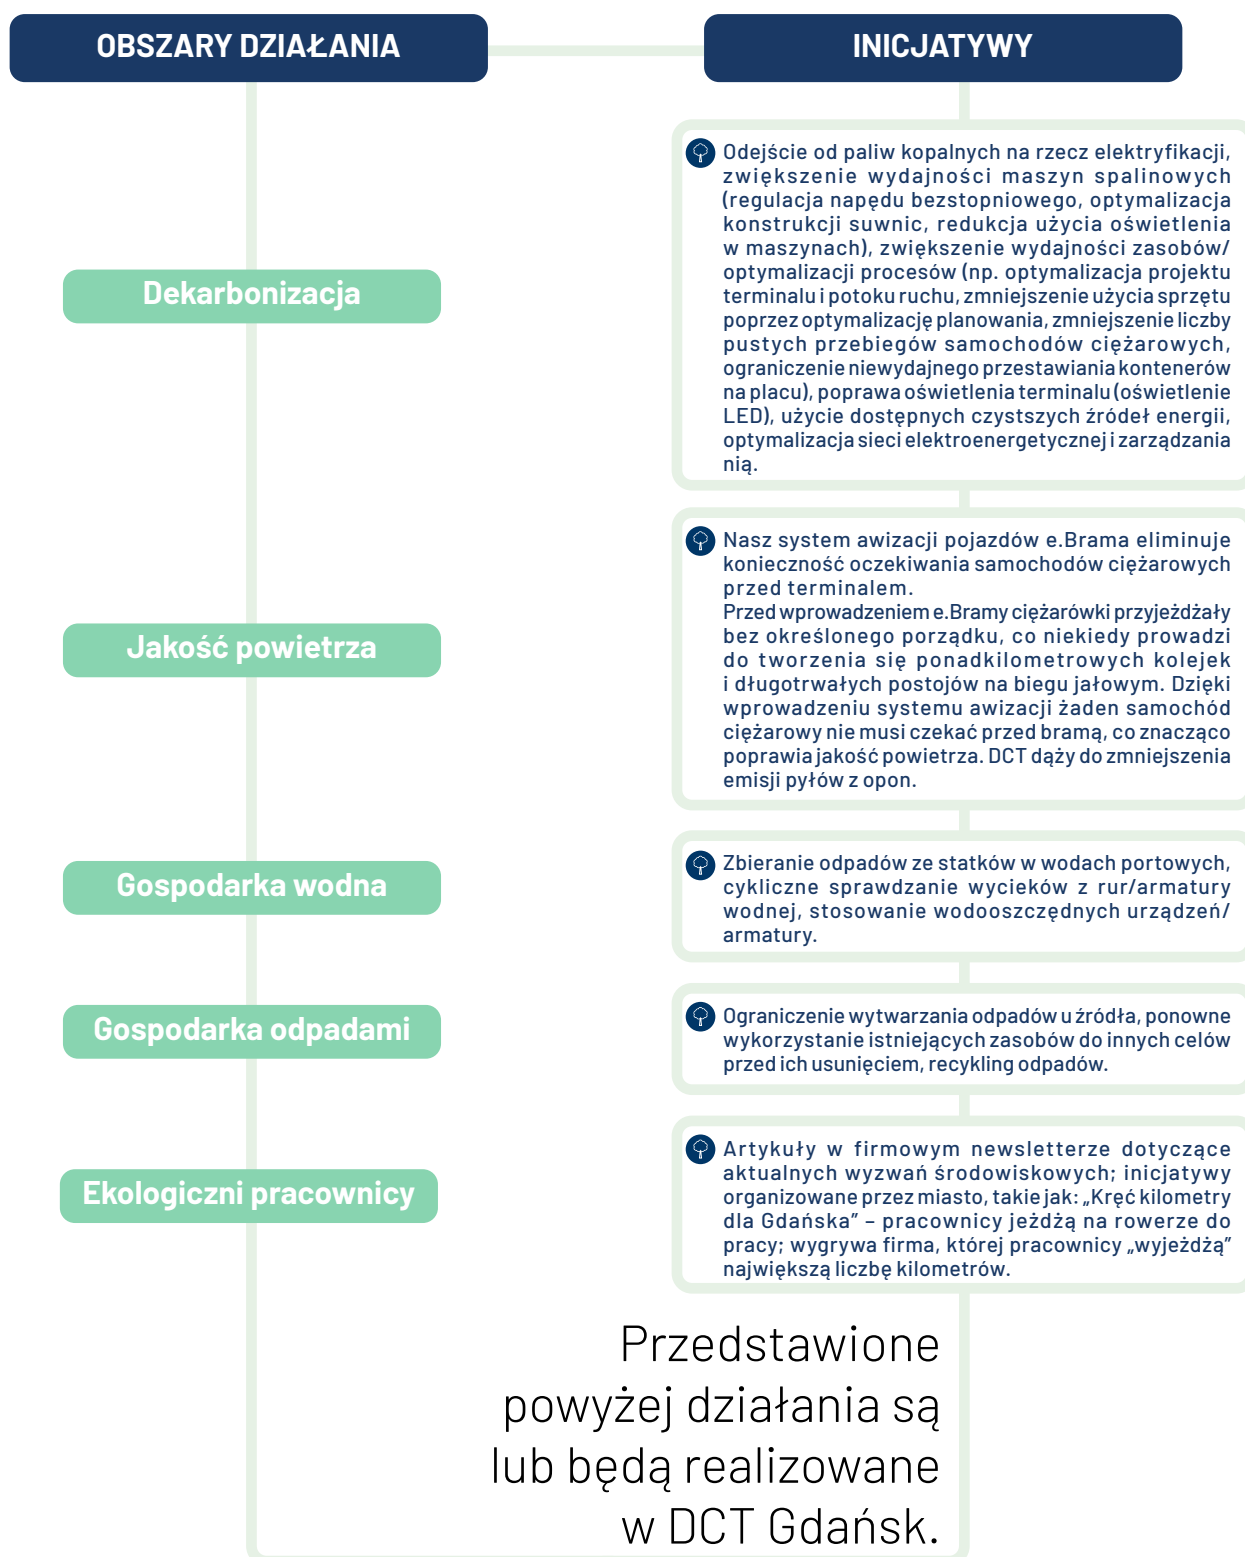 OBSZARY DZIAŁANIA
INICJATYWY
Dekarbonizacja
Odejście od paliw kopalnych na rzecz elektryfikacji,
zwiększenie wydajności maszyn spalinowych
(regulacja napędu bezstopniowego, optymalizacja
konstrukcji suwnic, redukcja użycia oświetlenia
w maszynach), zwiększenie wydajności zasobów/
optymalizacji procesów (np. optymalizacja projektu
terminalu i potoku ruchu, zmniejszenie użycia sprzętu
poprzez optymalizację planowania, zmniejszenie liczby
pustych przebiegów samochodów ciężarowych,
ograniczenie niewydajnego przestawiania kontenerów
na placu), poprawa oświetlenia terminalu (oświetlenie
LED), użycie dostępnych czystszych źródeł energii,
optymalizacja sieci elektroenergetycznej i zarządzania
nią.
Jakość powietrza
Nasz system awizacji pojazdów e.Brama eliminuje
konieczność oczekiwania samochodów ciężarowych
przed terminalem.
Przed wprowadzeniem e.Bramy ciężarówki przyjeżdżały
bez określonego porządku, co niekiedy prowadzi
do tworzenia się ponadkilometrowych kolejek
i długotrwałych postojów na biegu jałowym. Dzięki
wprowadzeniu systemu awizacji żaden samochód
ciężarowy nie musi czekać przed bramą, co znacząco
poprawia jakość powietrza. DCT dąży do zmniejszenia
emisji pyłów z opon.
Gospodarka wodna
Zbieranie odpadów ze statków w wodach portowych,
cykliczne sprawdzanie wycieków z rur/armatury
wodnej, stosowanie wodooszczędnych urządzeń/
armatury.
Gospodarka odpadami
Ograniczenie wytwarzania odpadów u źródła, ponowne
wykorzystanie istniejących zasobów do innych celów
przed ich usunięciem, recykling odpadów.
Ekologiczni pracownicy
Artykuły w firmowym newsletterze dotyczące
aktualnych wyzwań środowiskowych; inicjatywy
organizowane przez miasto, takie jak: „Kręć kilometry
dla Gdańska” – pracownicy jeżdżą na rowerze do
pracy; wygrywa firma, której pracownicy „wyjeżdżą”
największą liczbę kilometrów.
Przedstawione
powyżej działania są
lub będą realizowane
w DCT Gdańsk.